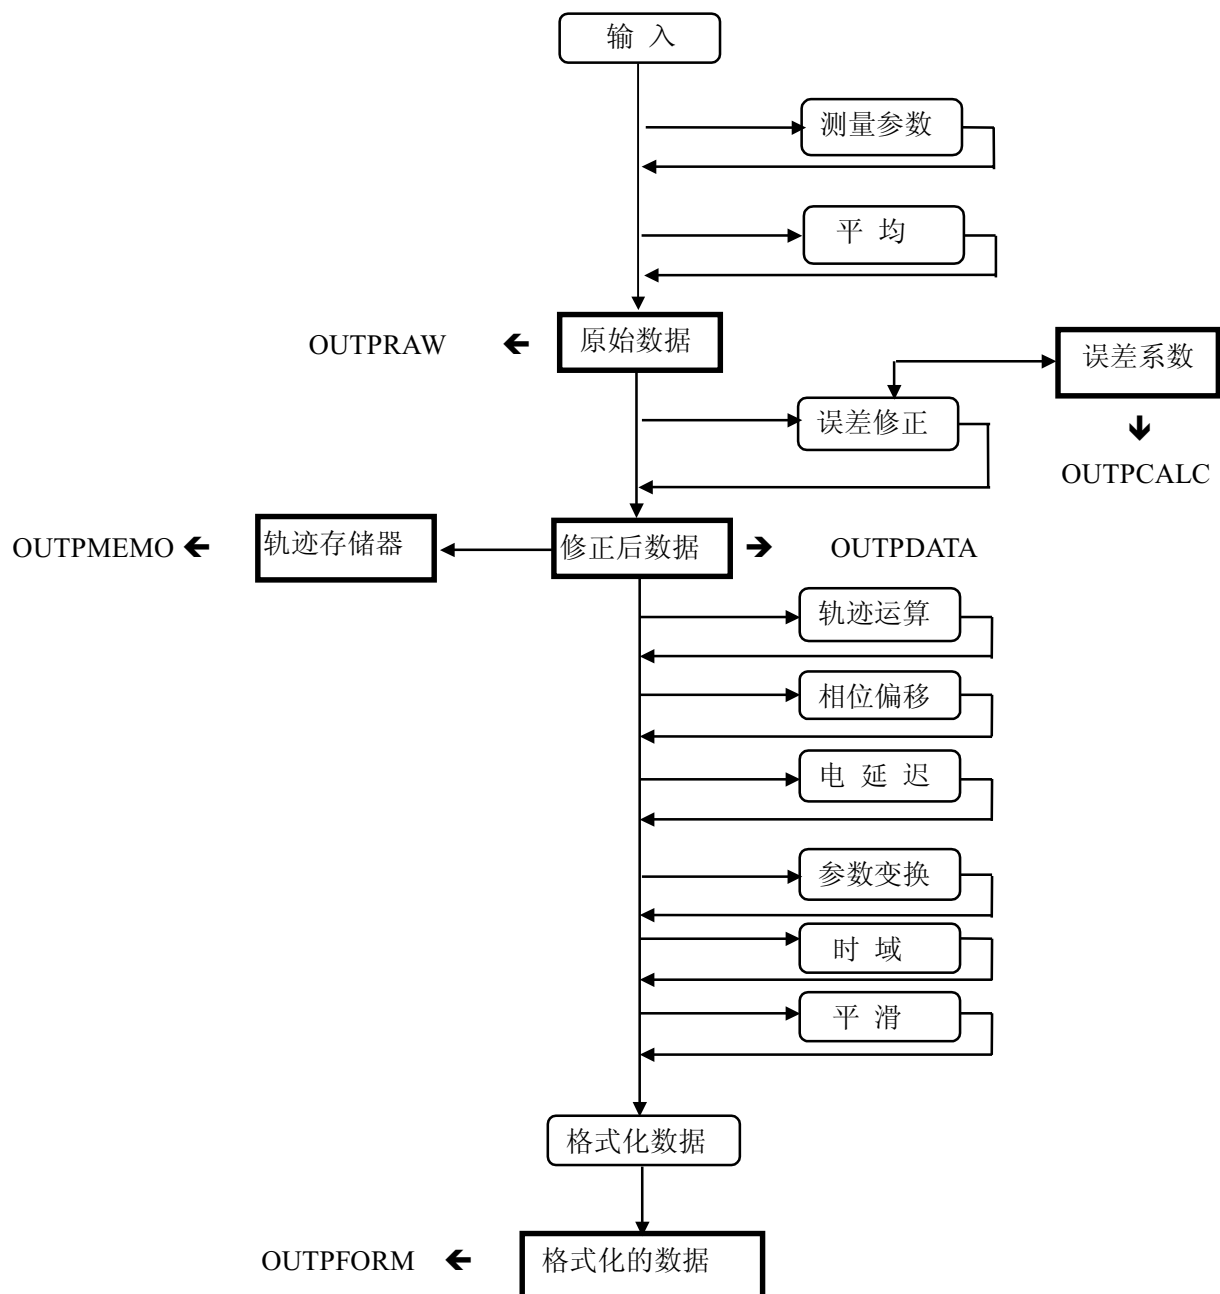 输 入
测量参数
平 均
OUTPRAW
原始数据
误差系数
误差修正
OUTPCALC
OUTPMEMO
轨迹存储器
修正后数据
OUTPDATA
轨迹运算
相位偏移
电 延 迟
参数变换
时 域
平 滑
格式化数据
OUTPFORM
格式化的数据